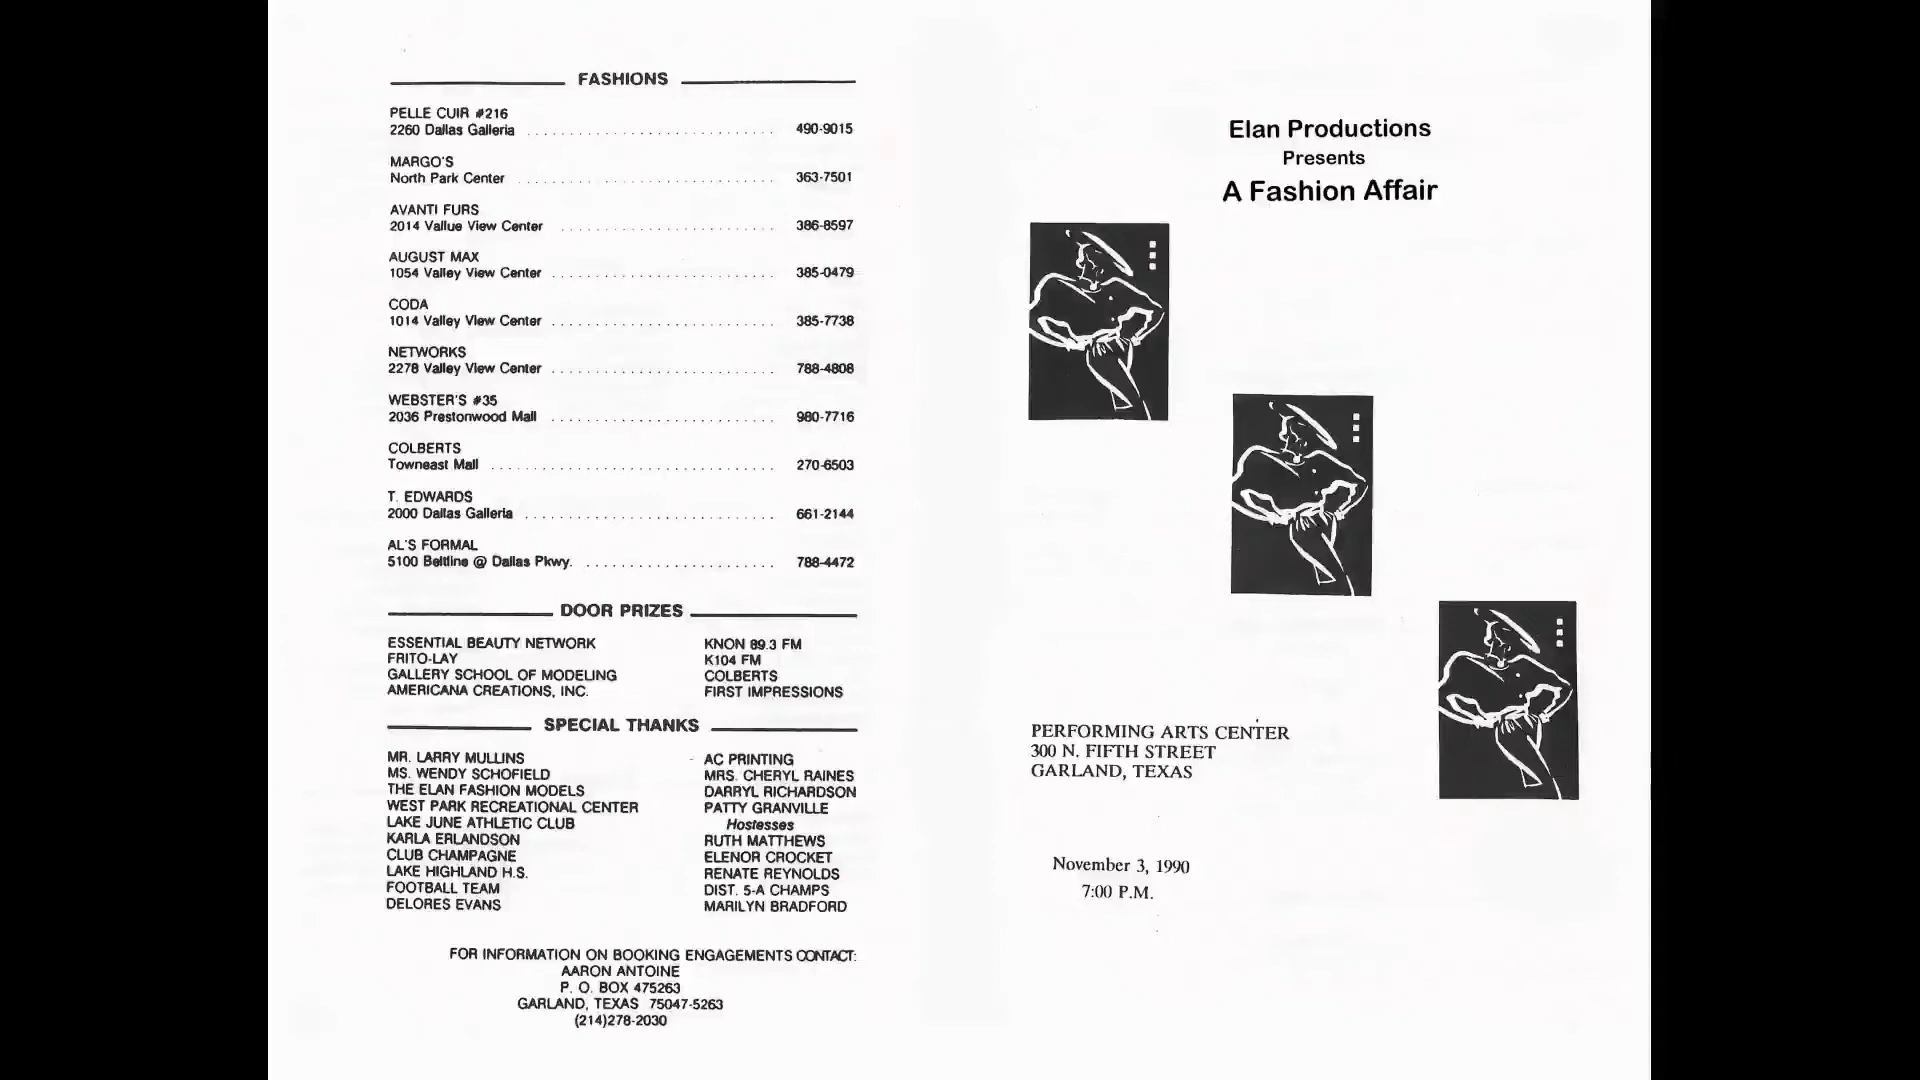 FASHIONS
PELLE CUIR #216
2260 Dallas Galleria ............................ 490-9015
MARGO'S
North Park Center ............................ 363-7501
AVANTI FURS
2014 Vallue View Center ........................ 386-8597
AUGUST MAX
1054 Valley View Center ........................ 385-0479
CODA
1014 Valley View Center ........................ 385-7738
NETWORKS
2278 Valley View Center ........................ 788-4808
WEBSTER'S #35
2036 Prestonwood Mall ........................ 980-7716
COLBERTS
Towneast Mall ................................ 270-6503
T. EDWARDS
2000 Dallas Galleria ............................ 661-2144
AL'S FORMAL
5100 Beltline @ Dallas Pkwy. ...................... 788-4472
DOOR PRIZES
ESSENTIAL BEAUTY NETWORK KNON 89.3 FM
FRITO-LAY K104 FM
GALLERY SCHOOL OF MODELING COLBERTS
AMERICANA CREATIONS, INC. FIRST IMPRESSIONS
SPECIAL THANKS
MR. LARRY MULLINS AC PRINTING
MS. WENDY SCHOFIELD MRS. CHERYL RAINES
THE ELAN FASHION MODELS DARRYL RICHARDSON
WEST PARK RECREATIONAL CENTER PATTY GRANVILLE
LAKE JUNE ATHLETIC CLUB Hostesses
KARLA ERLANDSON RUTH MATTHEWS
CLUB CHAMPAGNE ELENOR CROCKET
LAKE HIGHLAND H.S. RENATE REYNOLDS
FOOTBALL TEAM DIST. 5-A CHAMPS
DELORES EVANS MARILYN BRADFORD
FOR INFORMATION ON BOOKING ENGAGEMENTS CONTACT:
AARON ANTOINE
P. O. BOX 475263
GARLAND, TEXAS 75047-5263
(214)278-2030
Elan Productions
Presents
A Fashion Affair
PERFORMING ARTS CENTER
300 N. FIFTH STREET
GARLAND, TEXAS
November 3, 1990
7:00 P.M.